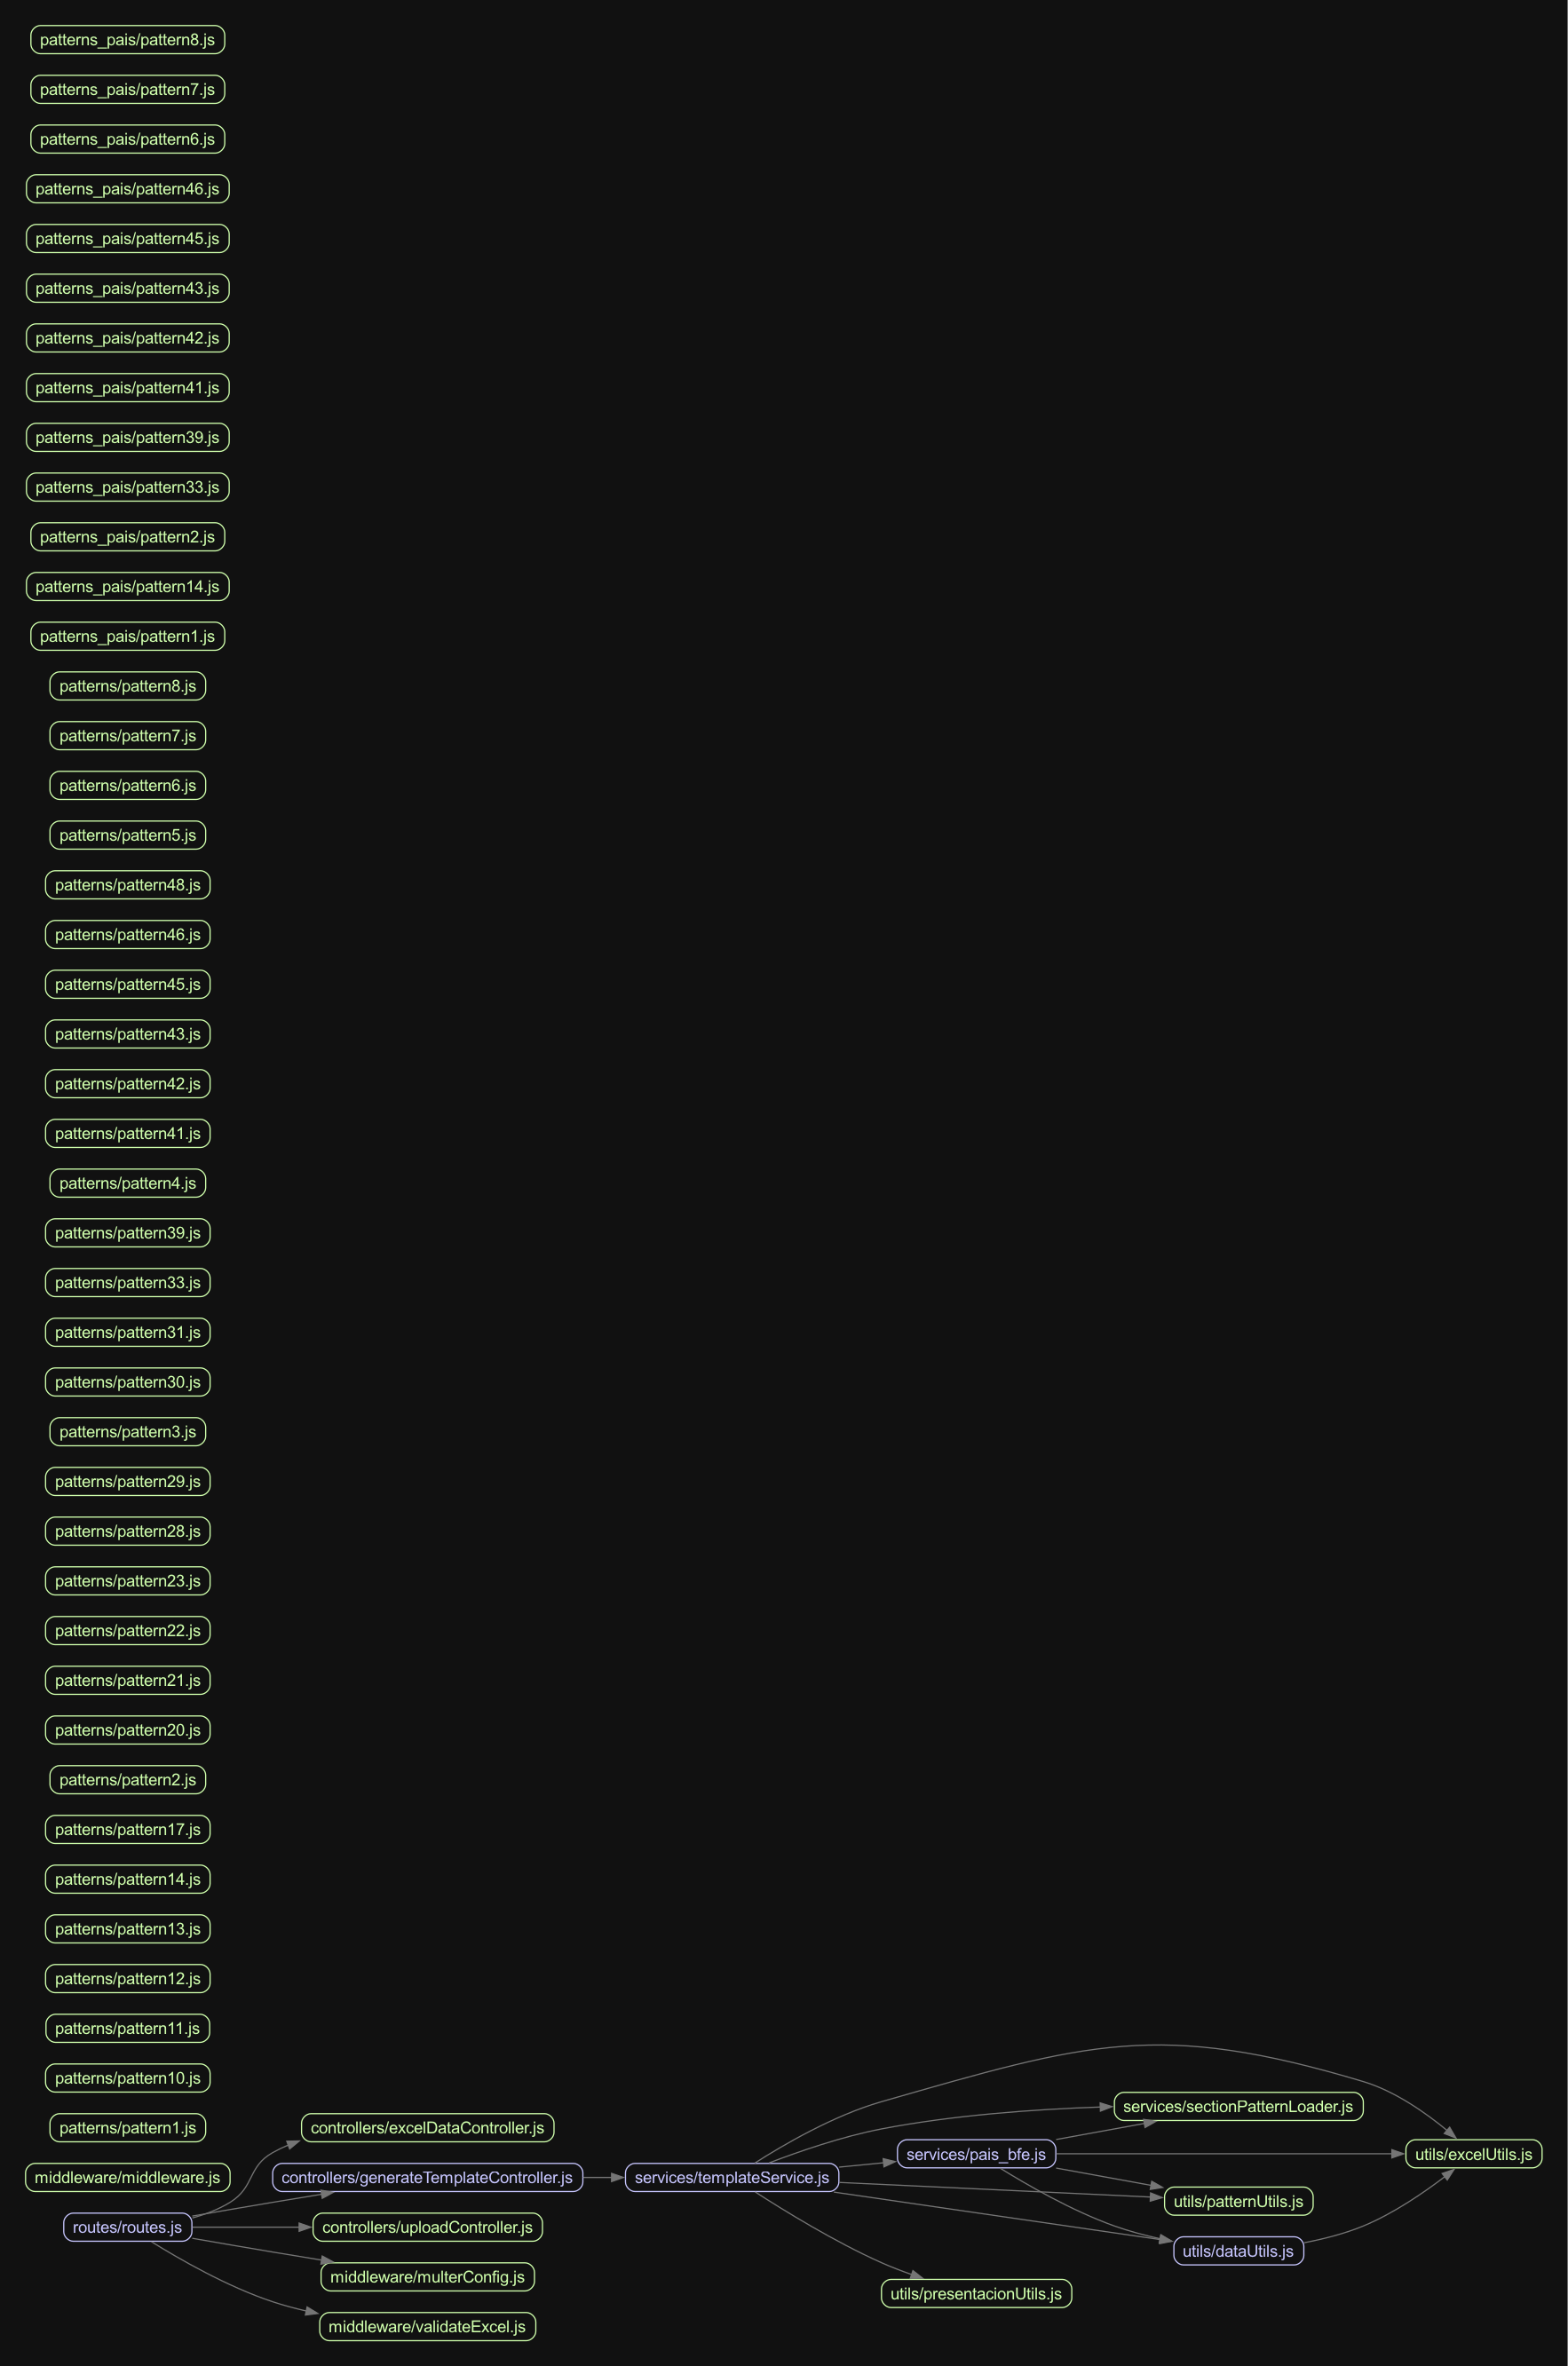 patterns_pais/pattern8.js
patterns_pais/pattern7.js
patterns_pais/pattern6.js
patterns_pais/pattern46.js
patterns_pais/pattern45.js
patterns_pais/pattern43.js
patterns_pais/pattern42.js
patterns_pais/pattern41.js
patterns_pais/pattern39.js
patterns_pais/pattern33.js
patterns_pais/pattern2.js
patterns_pais/pattern14.js
patterns_pais/pattern1.js
patterns/pattern8.js
patterns/pattern7.js
patterns/pattern6.js
patterns/pattern5.js
patterns/pattern48.js
patterns/pattern46.js
patterns/pattern45.js
patterns/pattern43.js
patterns/pattern42.js
patterns/pattern41.js
patterns/pattern4.js
patterns/pattern39.js
patterns/pattern33.js
patterns/pattern31.js
patterns/pattern30.js
patterns/pattern3.js
patterns/pattern29.js
patterns/pattern28.js
patterns/pattern23.js
patterns/pattern22.js
patterns/pattern21.js
patterns/pattern20.js
patterns/pattern2.js
patterns/pattern17.js
patterns/pattern14.js
patterns/pattern13.js
patterns/pattern12.js
patterns/pattern11.js
patterns/pattern10.js
patterns/pattern1.js
middleware/middleware.js
routes/routes.js
controllers/excelDataController.js
controllers/generateTemplateController.js
controllers/uploadController.js
middleware/multerConfig.js
middleware/validateExcel.js
services/templateService.js
services/pais_bfe.js
utils/presentacionUtils.js
services/sectionPatternLoader.js
utils/patternUtils.js
utils/dataUtils.js
utils/excelUtils.js